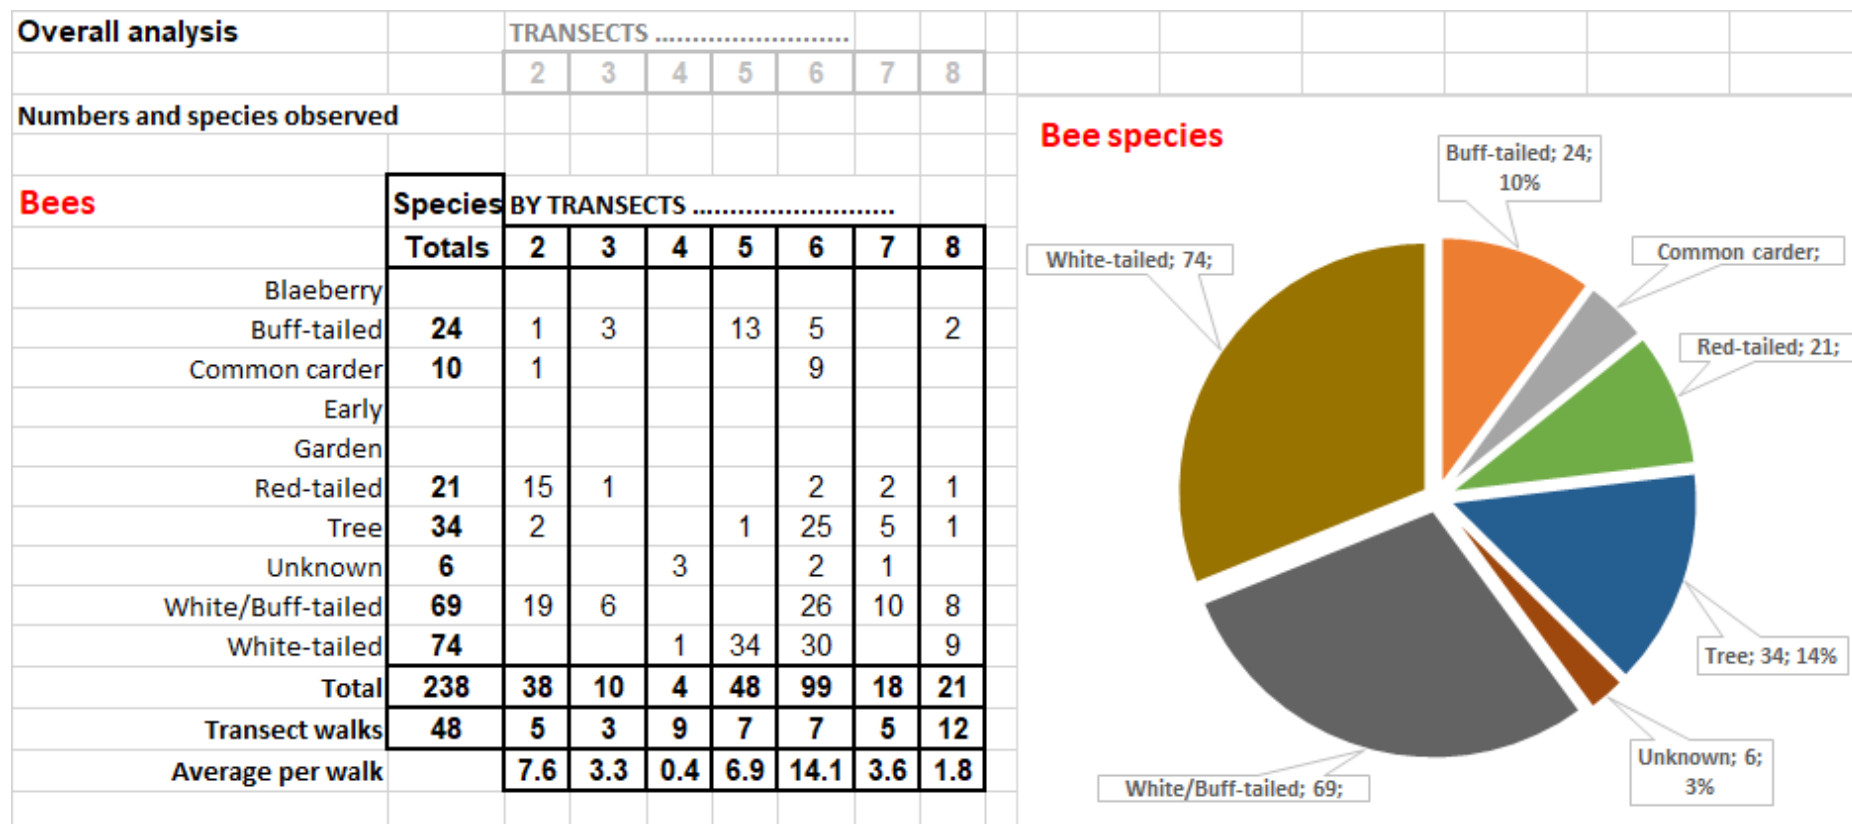 Overall analysis TRANSECTS ........................
2 3 4 5 6 7 8
Numbers and species observed
Bees Species BY TRANSECTS ........................
Totals 2 3 4 5 6 7 8
Blaeberry
Buff-tailed 24 1 3 13 5 2
Common carder 10 1 9
Early
Garden
Red-tailed 21 15 1 2 2 1
Tree 34 2 1 25 5 1
Unknown 6 3 2 1
White/Buff-tailed 69 19 6 26 10 8
White-tailed 74 1 34 30 9
Total 238 38 10 4 48 99 18 21
Transect walks 48 5 3 9 7 7 5 12
Average per walk 7.6 3.3 0.4 6.9 14.1 3.6 1.8
Bee species
Buff-tailed; 24;
10%
White-tailed; 74;
Common carder;
Red-tailed; 21;
Tree; 34; 14%
Unknown; 6;
3%
White/Buff-tailed; 69;